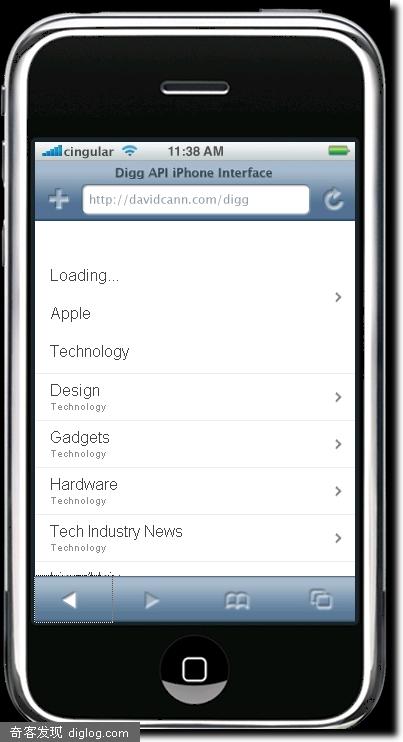 cingular 11:38 AM
Digg API iPhone Interface
http://davidcann.com/digg
Loading...
Apple
Technology
Design
Technology
Gadgets
Technology
Hardware
Technology
Tech Industry News
Technology
奇客发现 diglog.com